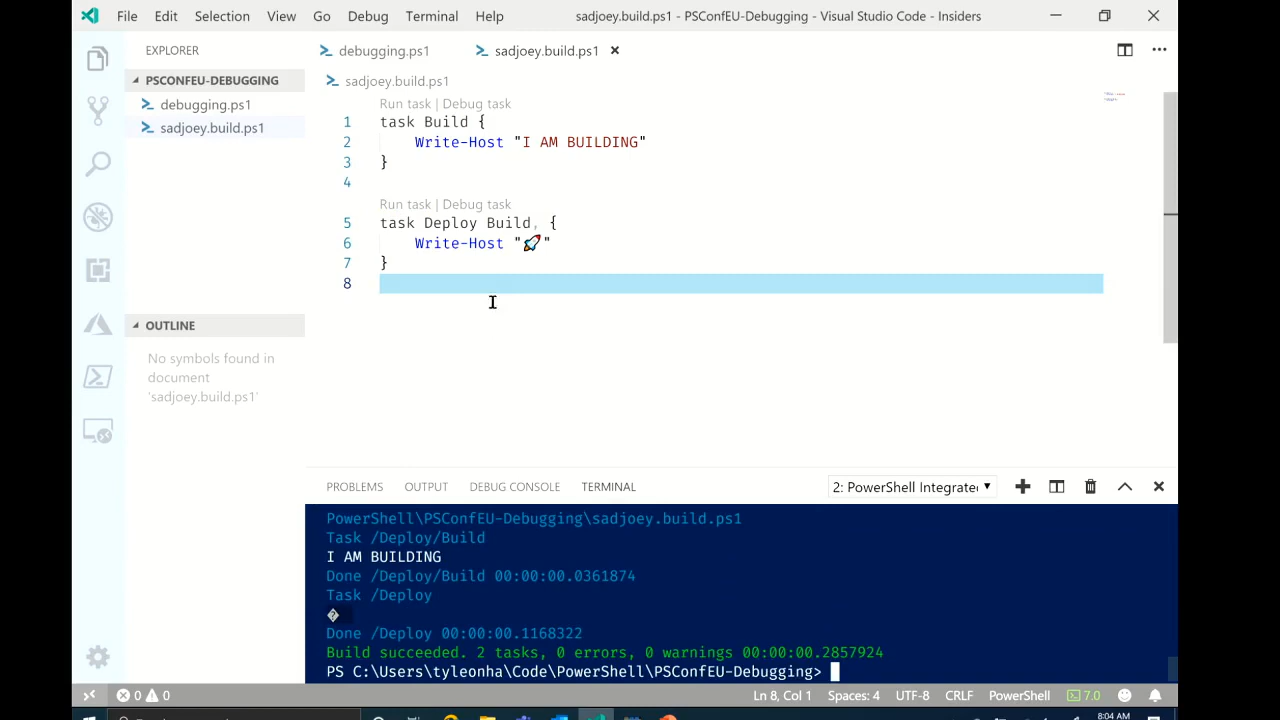 File Edit Selection View Go Debug Terminal Help
sadjoey.build.ps1 - PSConfEU-Debugging - Visual Studio Code - Insiders
EXPLORER
PSCONFEU-DEBUGGING
debugging.ps1
sadjoey.build.ps1
OUTLINE
No symbols found in
document
'sadjoey.build.ps1'
debugging.ps1 sadjoey.build.ps1
sadjoey.build.ps1
Run task | Debug task
1 task Build {
2 Write-Host "I AM BUILDING"
3 }
4
Run task | Debug task
5 task Deploy Build, {
6 Write-Host "🚀"
7 }
8
PROBLEMS OUTPUT DEBUG CONSOLE TERMINAL 2: PowerShell Integrate
PowerShell\PSConfEU-Debugging\sadjoey.build.ps1
Task /Deploy/Build
I AM BUILDING
Done /Deploy/Build 00:00:00.0361874
Task /Deploy
�
Done /Deploy 00:00:00.1168322
Build succeeded. 2 tasks, 0 errors, 0 warnings 00:00:00.2857924
PS C:\Users\tyleonha\Code\PowerShell\PSConfEU-Debugging>
0 0 Ln 8, Col 1 Spaces: 4 UTF-8 CRLF PowerShell 7.0
8:04 AM